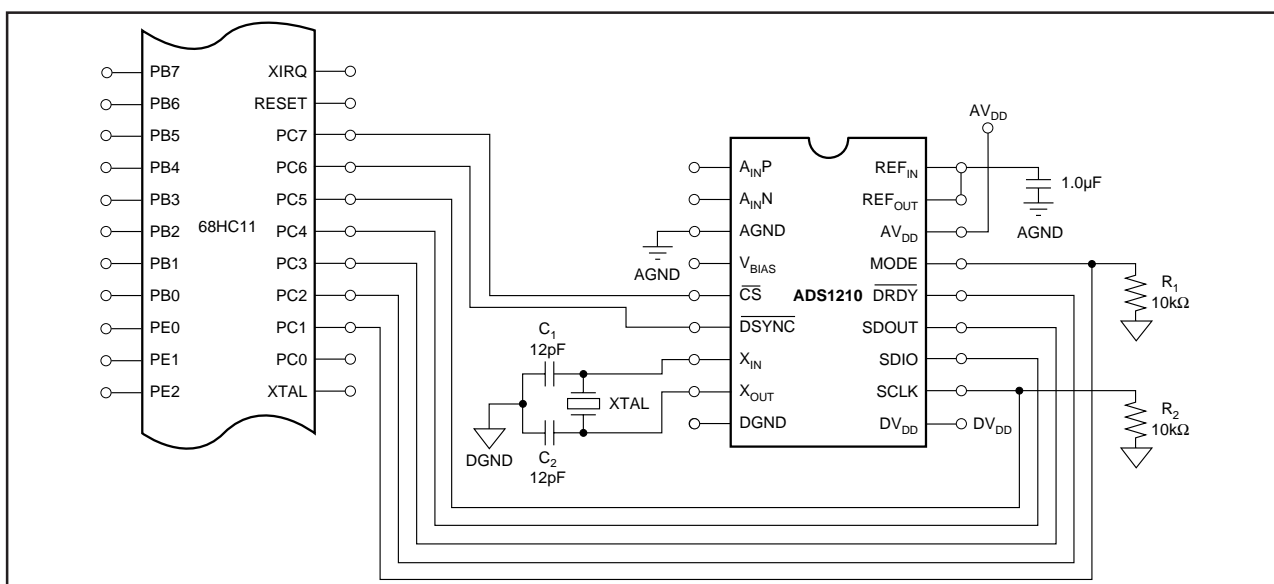 PB7
PB6
PB5
PB4
PB3
PB2
PB1
PB0
PE0
PE1
PE2
68HC11
XIRQ
RESET
PC7
PC6
PC5
PC4
PC3
PC2
PC1
PC0
XTAL
AGND
C1
12pF
XTAL
C2
12pF
DGND
AINP
AINN
AGND
VBIAS
CS
DSYNC
XIN
XOUT
DGND
ADS1210
REFIN
REFOUT
AVDD
MODE
DRDY
SDOUT
SDIO
SCLK
DVDD
DVDD
AVDD
1.0µF
AGND
R1
10kΩ
R2
10kΩ